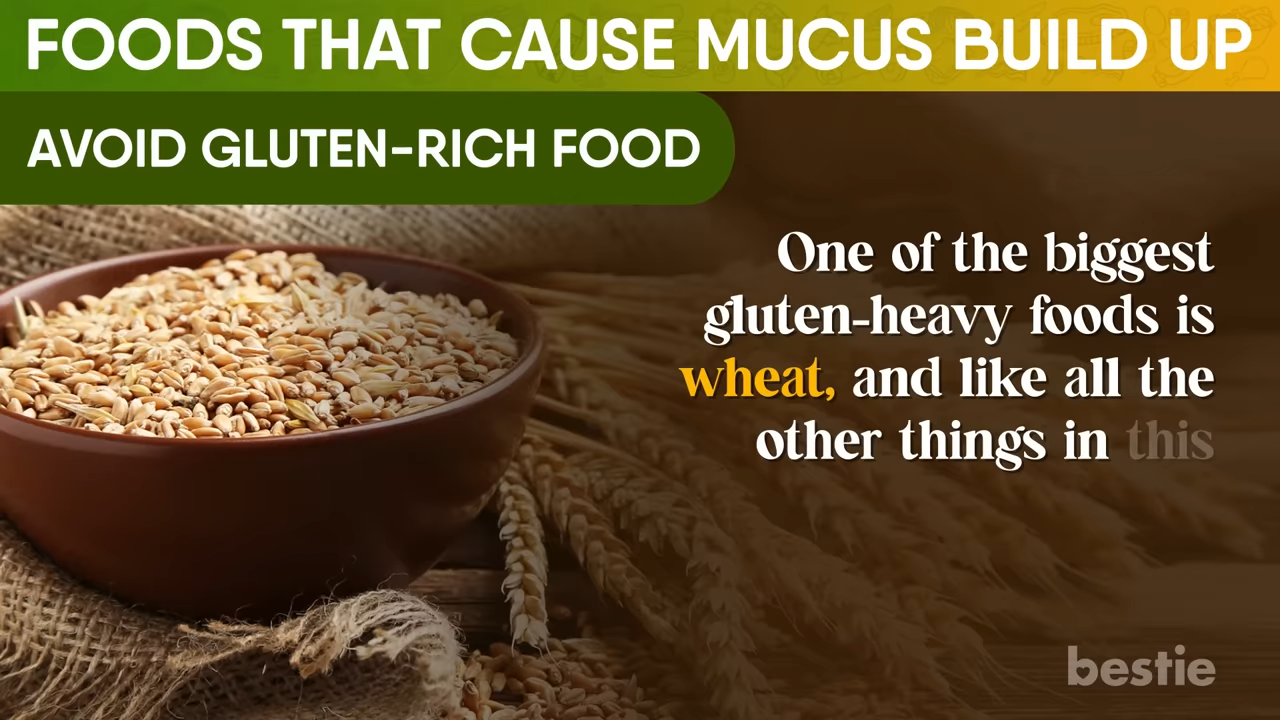 FOODS THAT CAUSE MUCUS BUILD UP
AVOID GLUTEN-RICH FOOD
One of the biggest
gluten-heavy foods is
wheat, and like all the
other things in this
bestie